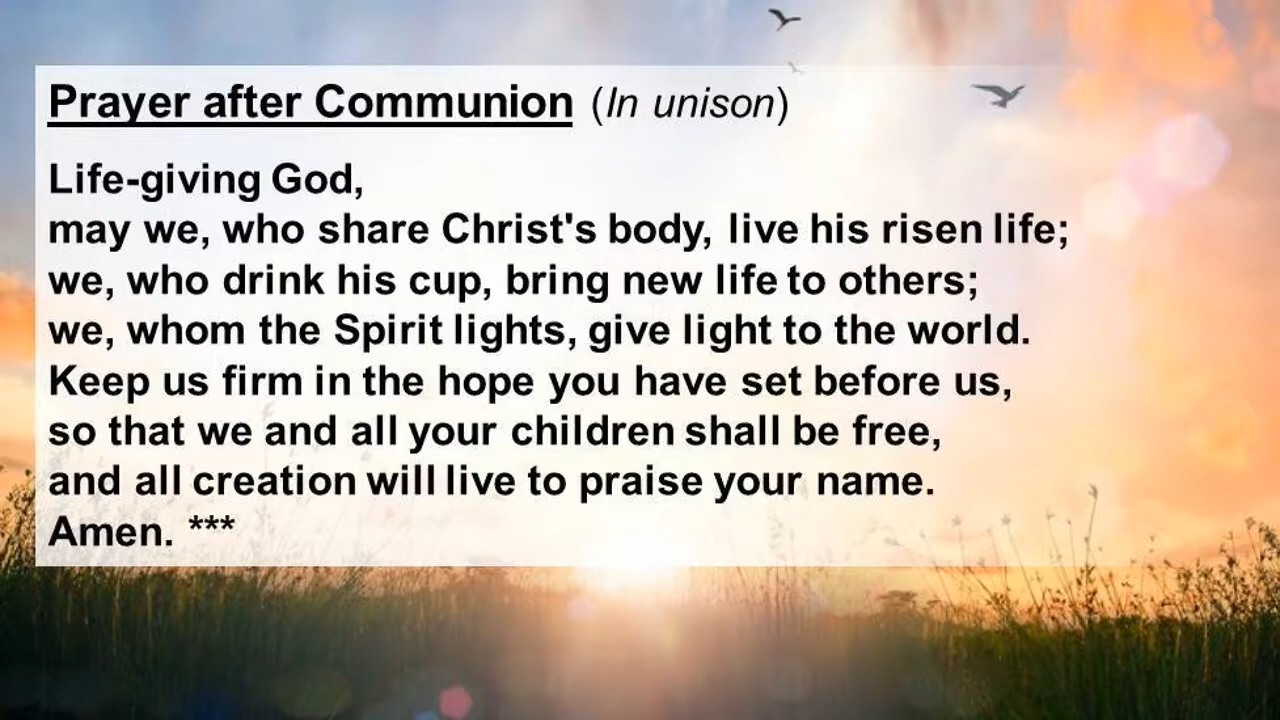 Prayer after Communion (In unison)
Life-giving God,
may we, who share Christ's body, live his risen life;
we, who drink his cup, bring new life to others;
we, whom the Spirit lights, give light to the world.
Keep us firm in the hope you have set before us,
so that we and all your children shall be free,
and all creation will live to praise your name.
Amen. ***